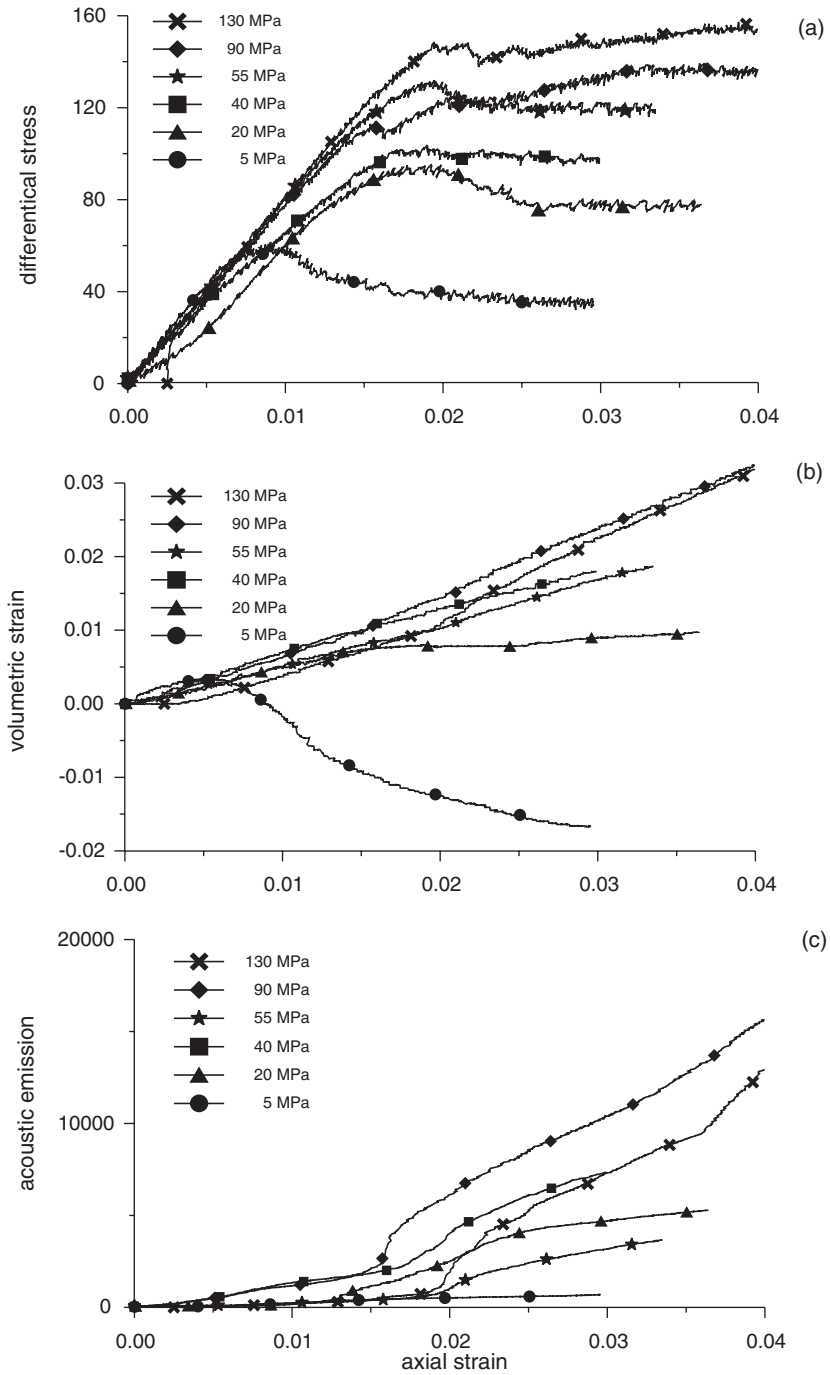 (a)
160
120
80
40
0
differentical stress
130 MPa
90 MPa
55 MPa
40 MPa
20 MPa
5 MPa
0.00 0.01 0.02 0.03 0.04
(b)
0.03
0.02
0.01
0.00
-0.01
-0.02
volumetric strain
130 MPa
90 MPa
55 MPa
40 MPa
20 MPa
5 MPa
0.00 0.01 0.02 0.03 0.04
(c)
20000
10000
0
acoustic emission
130 MPa
90 MPa
55 MPa
40 MPa
20 MPa
5 MPa
0.00 0.01 0.02 0.03 0.04
axial strain